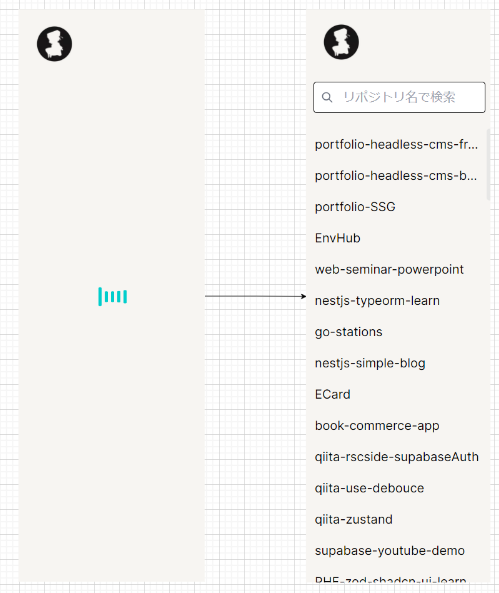 リポジトリ名で検索
portfolio-headless-cms-fr...
portfolio-headless-cms-b...
portfolio-SSG
EnvHub
web-seminar-powerpoint
nestjs-typeorm-learn
go-stations
nestjs-simple-blog
ECard
book-commerce-app
qiita-rscside-supabaseAuth
qiita-use-debouce
qiita-zustand
supabase-youtube-demo
RHF-zod-shadcn-ui-learn